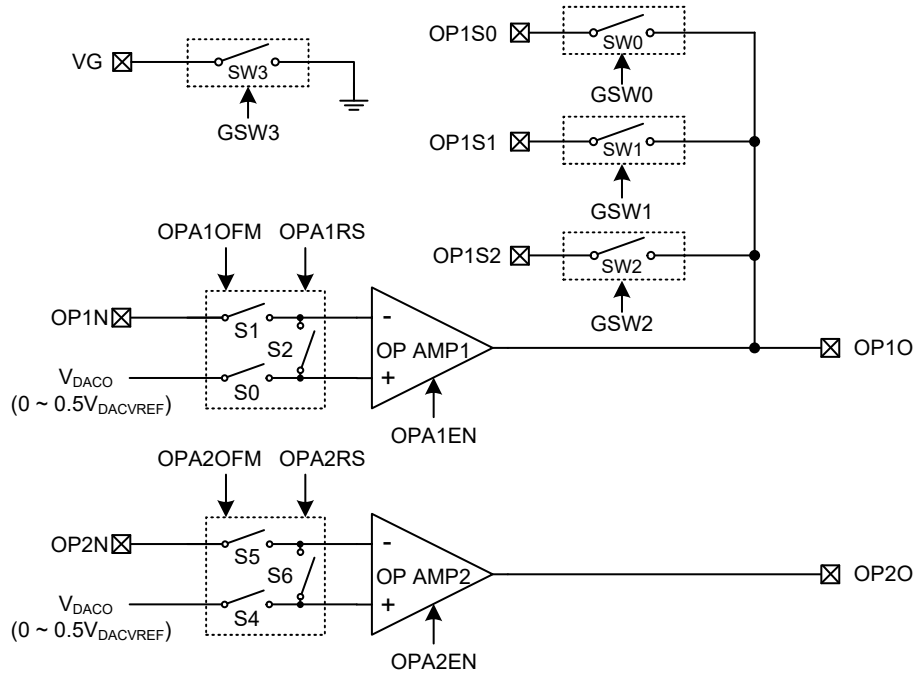 VG
SW3
GSW3
OP1S0
SW0
GSW0
OP1S1
SW1
GSW1
OP1S2
SW2
GSW2
OPA1OFM
OPA1RS
OP1N
S1
S2
S0
VDACO
(0 ~ 0.5VDACVREF)
-
OP AMP1
+
OPA1EN
OP1O
OPA2OFM
OPA2RS
OP2N
S5
S6
S4
VDACO
(0 ~ 0.5VDACVREF)
-
OP AMP2
+
OPA2EN
OP2O